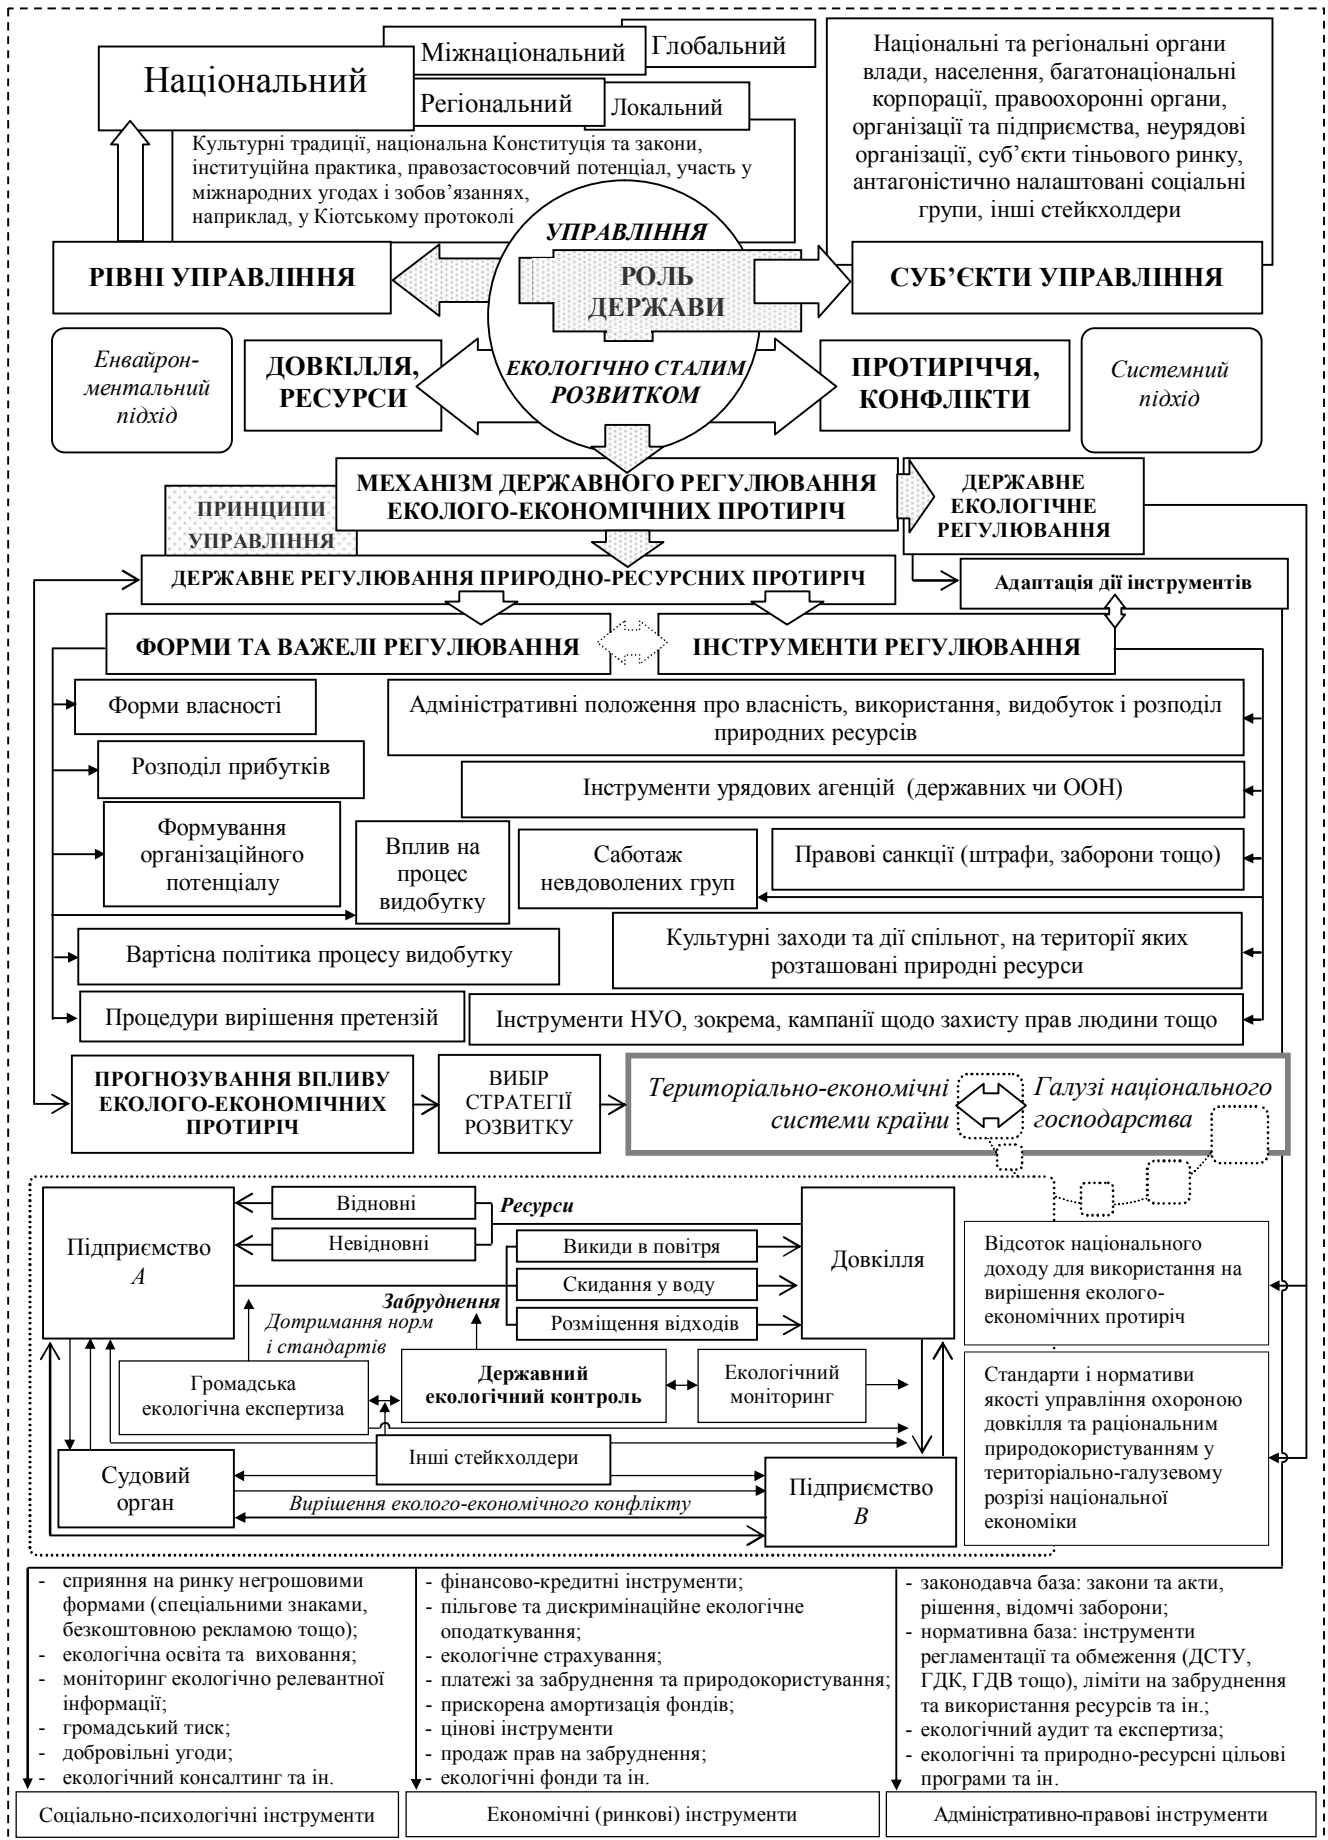 Національний
Міжнаціональний
Глобальний
Регіональний
Локальний
Культурні традиції, національна Конституція та закони,
інституційна практика, правозастосовчий потенціал, участь у
міжнародних угодах і зобов’язаннях,
наприклад, у Кіотському протоколі
Національні та регіональні органи
влади, населення, багатонаціональні
корпорації, правоохоронні органи,
організації та підприємства, неурядові
організації, суб’єкти тіньового ринку,
антагоністично налаштовані соціальні
групи, інші стейкхолдери
УПРАВЛІННЯ
РІВНІ УПРАВЛІННЯ
РОЛЬ
ДЕРЖАВИ
СУБ’ЄКТИ УПРАВЛІННЯ
Енвайрон-
ментальний
підхід
ДОВКІЛЛЯ,
РЕСУРСИ
ЕКОЛОГІЧНО СТАЛИМ
РОЗВИТКОМ
ПРОТИРІЧЧЯ,
КОНФЛІКТИ
Системний
підхід
МЕХАНІЗМ ДЕРЖАВНОГО РЕГУЛЮВАННЯ
ЕКОЛОГО-ЕКОНОМІЧНИХ ПРОТИРІЧ
ДЕРЖАВНЕ
ЕКОЛОГІЧНЕ
РЕГУЛЮВАННЯ
ПРИНЦИПИ
УПРАВЛІННЯ
ДЕРЖАВНЕ РЕГУЛЮВАННЯ ПРИРОДНО-РЕСУРСНИХ ПРОТИРІЧ
Адаптація дії інструментів
ФОРМИ ТА ВАЖЕЛІ РЕГУЛЮВАННЯ
ІНСТРУМЕНТИ РЕГУЛЮВАННЯ
Форми власності
Розподіл прибутків
Формування
організаційного
потенціалу
Вплив на
процес
видобутку
Вартісна політика процесу видобутку
Процедури вирішення претензій
Адміністративні положення про власність, використання, видобуток і розподіл
природних ресурсів
Інструменти урядових агенцій (державних чи ООН)
Саботаж
невдоволених груп
Правові санкції (штрафи, заборони тощо)
Культурні заходи та дії спільнот, на території яких
розташовані природні ресурси
Інструменти НУО, зокрема, кампанії щодо захисту прав людини тощо
ПРОГНОЗУВАННЯ ВПЛИВУ
ЕКОЛОГО-ЕКОНОМІЧНИХ
ПРОТИРІЧ
ВИБІР
СТРАТЕГІЇ
РОЗВИТКУ
Територіально-економічні
системи країни
Галузі національного
господарства
Підприємство
А
Відновні
Невідновні
Ресурси
Викиди в повітря
Скидання у воду
Розміщення відходів
Забруднення
Довкілля
Дотримання норм
і стандартів
Громадська
екологічна експертиза
Державний
екологічний контроль
Екологічний
моніторинг
Інші стейкхолдери
Судовий
орган
Вирішення еколого-економічного конфлікту
Підприємство
В
Відсоток національного
доходу для використання на
вирішення еколого-
економічних протиріч
Стандарти і нормативи
якості управління охороною
довкілля та раціональним
природокористуванням у
територіально-галузевому
розрізі національної
економіки
- сприяння на ринку негрошовими
формами (спеціальними знаками,
безкоштовною рекламою тощо);
- екологічна освіта та виховання;
- моніторинг екологічно релевантної
інформації;
- громадський тиск;
- добровільні угоди;
- екологічний консалтинг та ін.
Соціально-психологічні інструменти
- фінансово-кредитні інструменти;
- пільгове та дискримінаційне екологічне
оподаткування;
- екологічне страхування;
- платежі за забруднення та природокористування;
- прискорена амортизація фондів;
- цінові інструменти
- продаж прав на забруднення;
- екологічні фонди та ін.
Економічні (ринкові) інструменти
- законодавча база: закони та акти,
рішення, відомчі заборони;
- нормативна база: інструменти
регламентації та обмеження (ДСТУ,
ГДК, ГДВ тощо), ліміти на забруднення
та використання ресурсів та ін.;
- екологічний аудит та експертиза;
- екологічні та природно-ресурсні цільові
програми та ін.
Адміністративно-правові інструменти